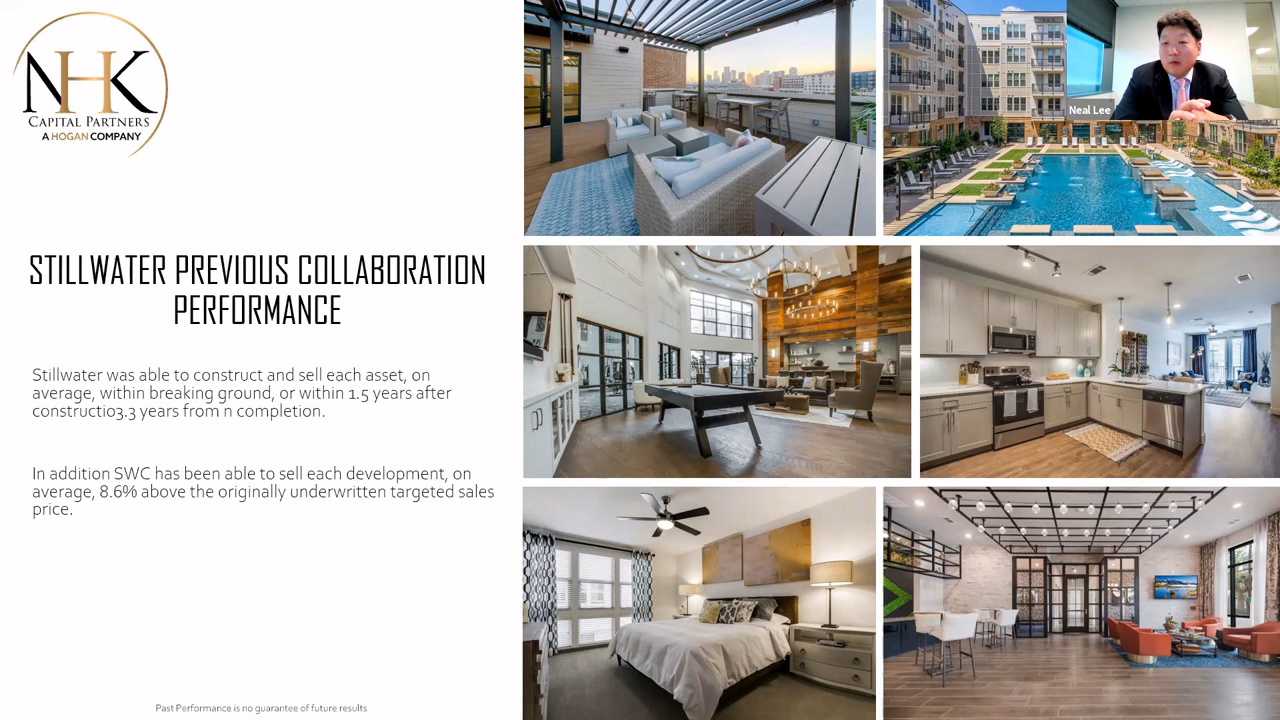 NHK
CAPITAL PARTNERS
A HOGAN COMPANY
Neal Lee
STILLWATER PREVIOUS COLLABORATION
PERFORMANCE
Stillwater was able to construct and sell each asset, on
average, within breaking ground, or within 1.5 years after
constructio3.3 years from n completion.
In addition SWC has been able to sell each development, on
average, 8.6% above the originally underwritten targeted sales
price.
Past Performance is no guarantee of future results